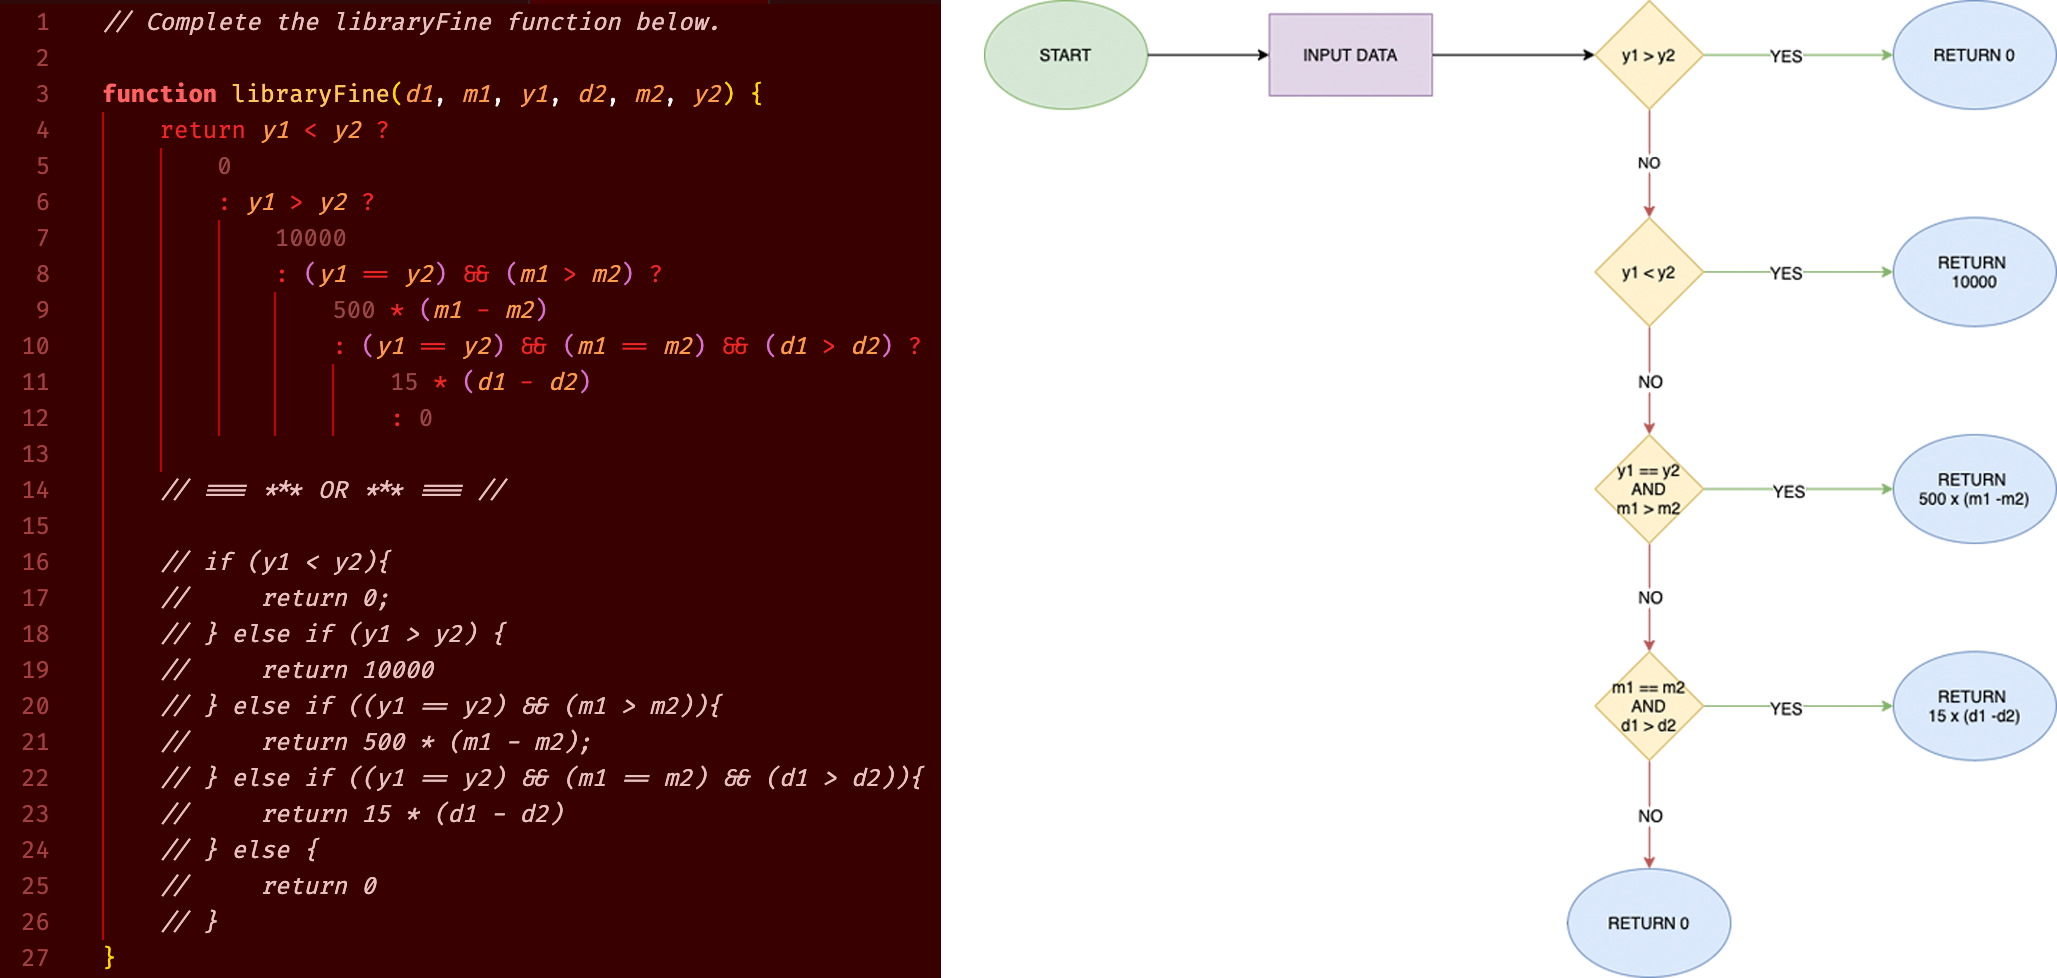 1 // Complete the libraryFine function below.
2
3 function libraryFine(d1, m1, y1, d2, m2, y2) {
4 return y1 < y2 ?
5 0
6 : y1 > y2 ?
7 10000
8 : (y1 == y2) && (m1 > m2) ?
9 500 * (m1 - m2)
10 : (y1 == y2) && (m1 == m2) && (d1 > d2) ?
11 15 * (d1 - d2)
12 : 0
13
14 // === *** OR *** === //
15
16 // if (y1 < y2){
17 // return 0;
18 // } else if (y1 > y2) {
19 // return 10000
20 // } else if ((y1 == y2) && (m1 > m2)){
21 // return 500 * (m1 - m2);
22 // } else if ((y1 == y2) && (m1 == m2) && (d1 > d2)){
23 // return 15 * (d1 - d2)
24 // } else {
25 // return 0
26 // }
27 }
START
INPUT DATA
y1 > y2
YES
RETURN 0
NO
y1 < y2
YES
RETURN
10000
NO
y1 == y2
AND
m1 > m2
YES
RETURN
500 x (m1 -m2)
NO
m1 == m2
AND
d1 > d2
YES
RETURN
15 x (d1 -d2)
NO
RETURN 0